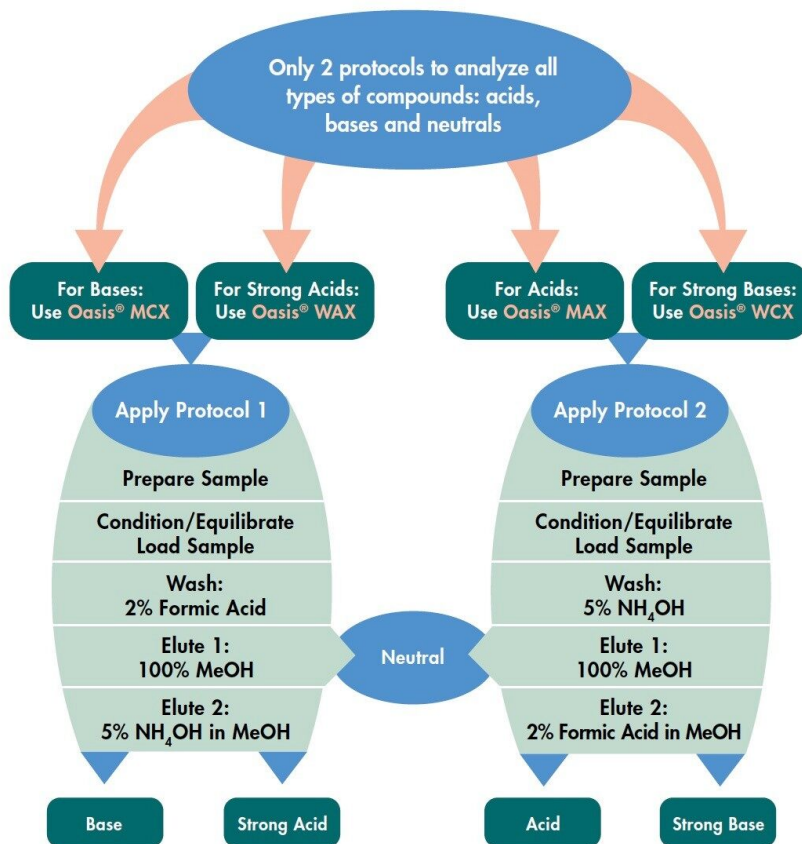 Only 2 protocols to analyze all
types of compounds: acids,
bases and neutrals
For Bases:
Use Oasis® MCX
For Strong Acids:
Use Oasis® WAX
For Acids:
Use Oasis® MAX
For Strong Bases:
Use Oasis® WCX
Apply Protocol 1
Prepare Sample
Condition/Equilibrate
Load Sample
Wash:
2% Formic Acid
Elute 1:
100% MeOH
Elute 2:
5% NH₄OH in MeOH
Base
Strong Acid
Neutral
Apply Protocol 2
Prepare Sample
Condition/Equilibrate
Load Sample
Wash:
5% NH₄OH
Elute 1:
100% MeOH
Elute 2:
2% Formic Acid in MeOH
Acid
Strong Base